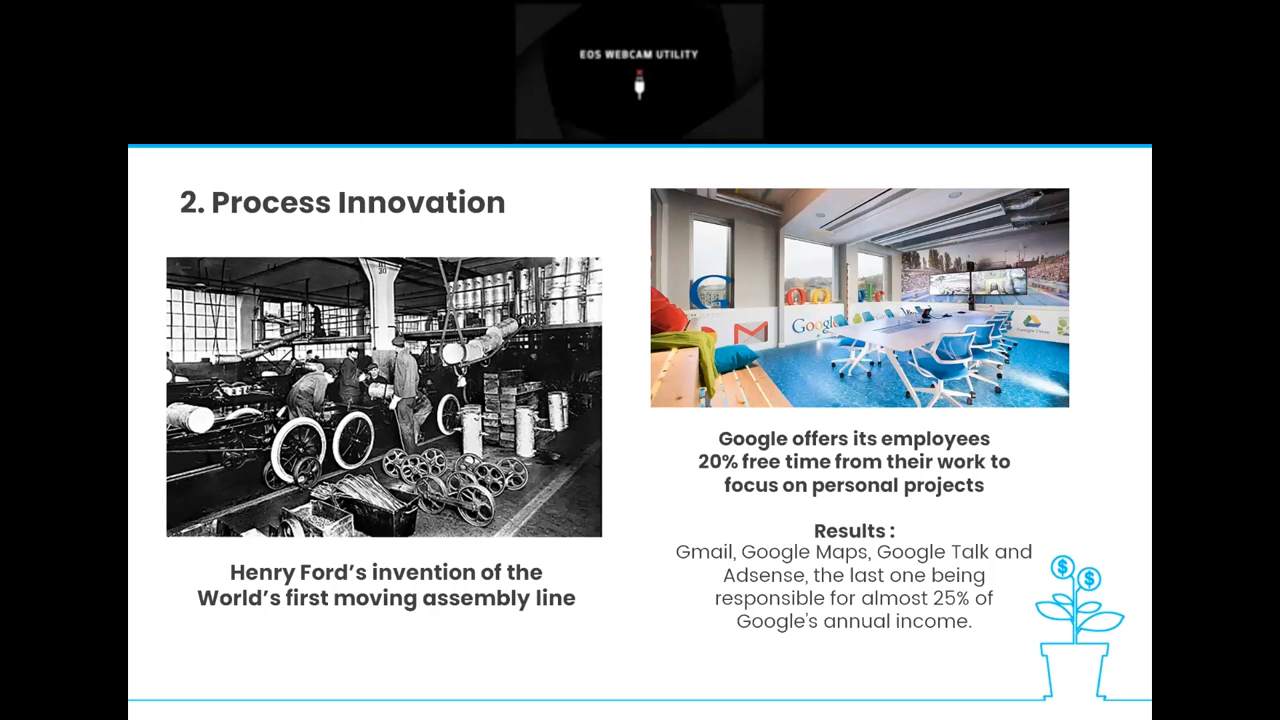 EOS WEBCAM UTILITY
2. Process Innovation
Henry Ford’s invention of the
World’s first moving assembly line
Google
Google offers its employees
20% free time from their work to
focus on personal projects
Results :
Gmail, Google Maps, Google Talk and
Adsense, the last one being
responsible for almost 25% of
Google's annual income.
$
$